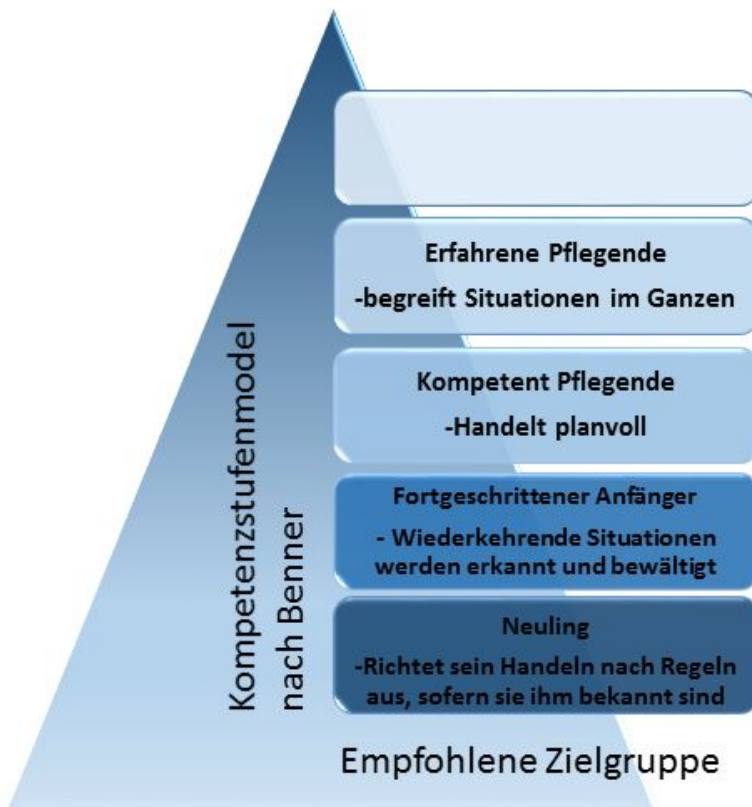 Erfahrene Pflegende
-begreift Situationen im Ganzen
Kompetent Pflegende
-Handelt planvoll
Fortgeschrittener Anfänger
- Wiederkehrende Situationen
werden erkannt und bewältigt
Neuling
-Richtet sein Handeln nach Regeln
aus, sofern sie ihm bekannt sind
Kompetenzstufenmodel
nach Benner
Empfohlene Zielgruppe